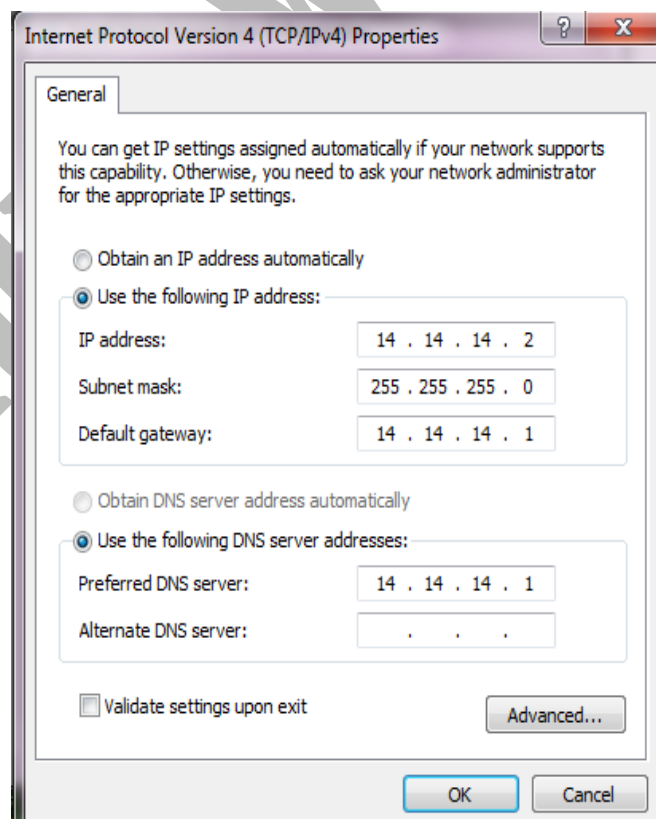 Internet Protocol Version 4 (TCP/IPv4) Properties
General
You can get IP settings assigned automatically if your network supports
this capability. Otherwise, you need to ask your network administrator
for the appropriate IP settings.
Obtain an IP address automatically
Use the following IP address:
IP address: 14 . 14 . 14 . 2
Subnet mask: 255 . 255 . 255 . 0
Default gateway: 14 . 14 . 14 . 1
Obtain DNS server address automatically
Use the following DNS server addresses:
Preferred DNS server: 14 . 14 . 14 . 1
Alternate DNS server: . . .
Validate settings upon exit
Advanced...
OK Cancel